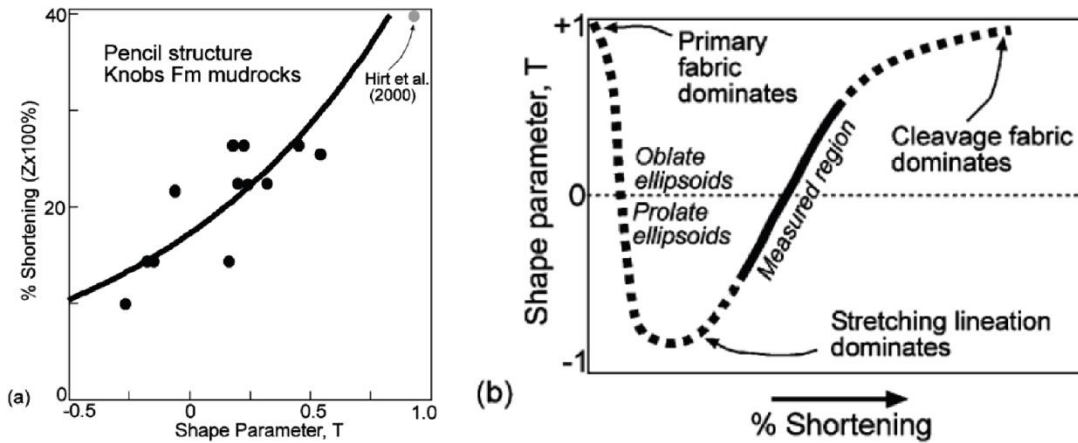 40
Pencil structure
Knobs Fm mudrocks
Hirt et al.
(2000)
% Shortening (Zx100%)
20
0
(a)
-0.5
0
0.5
1.0
Shape Parameter, T
+1
Primary
fabric
dominates
Cleavage fabric
dominates
Oblate
ellipsoids
0
Prolate
ellipsoids
Measured region
Shape parameter, T
Stretching lineation
dominates
-1
(b)
% Shortening